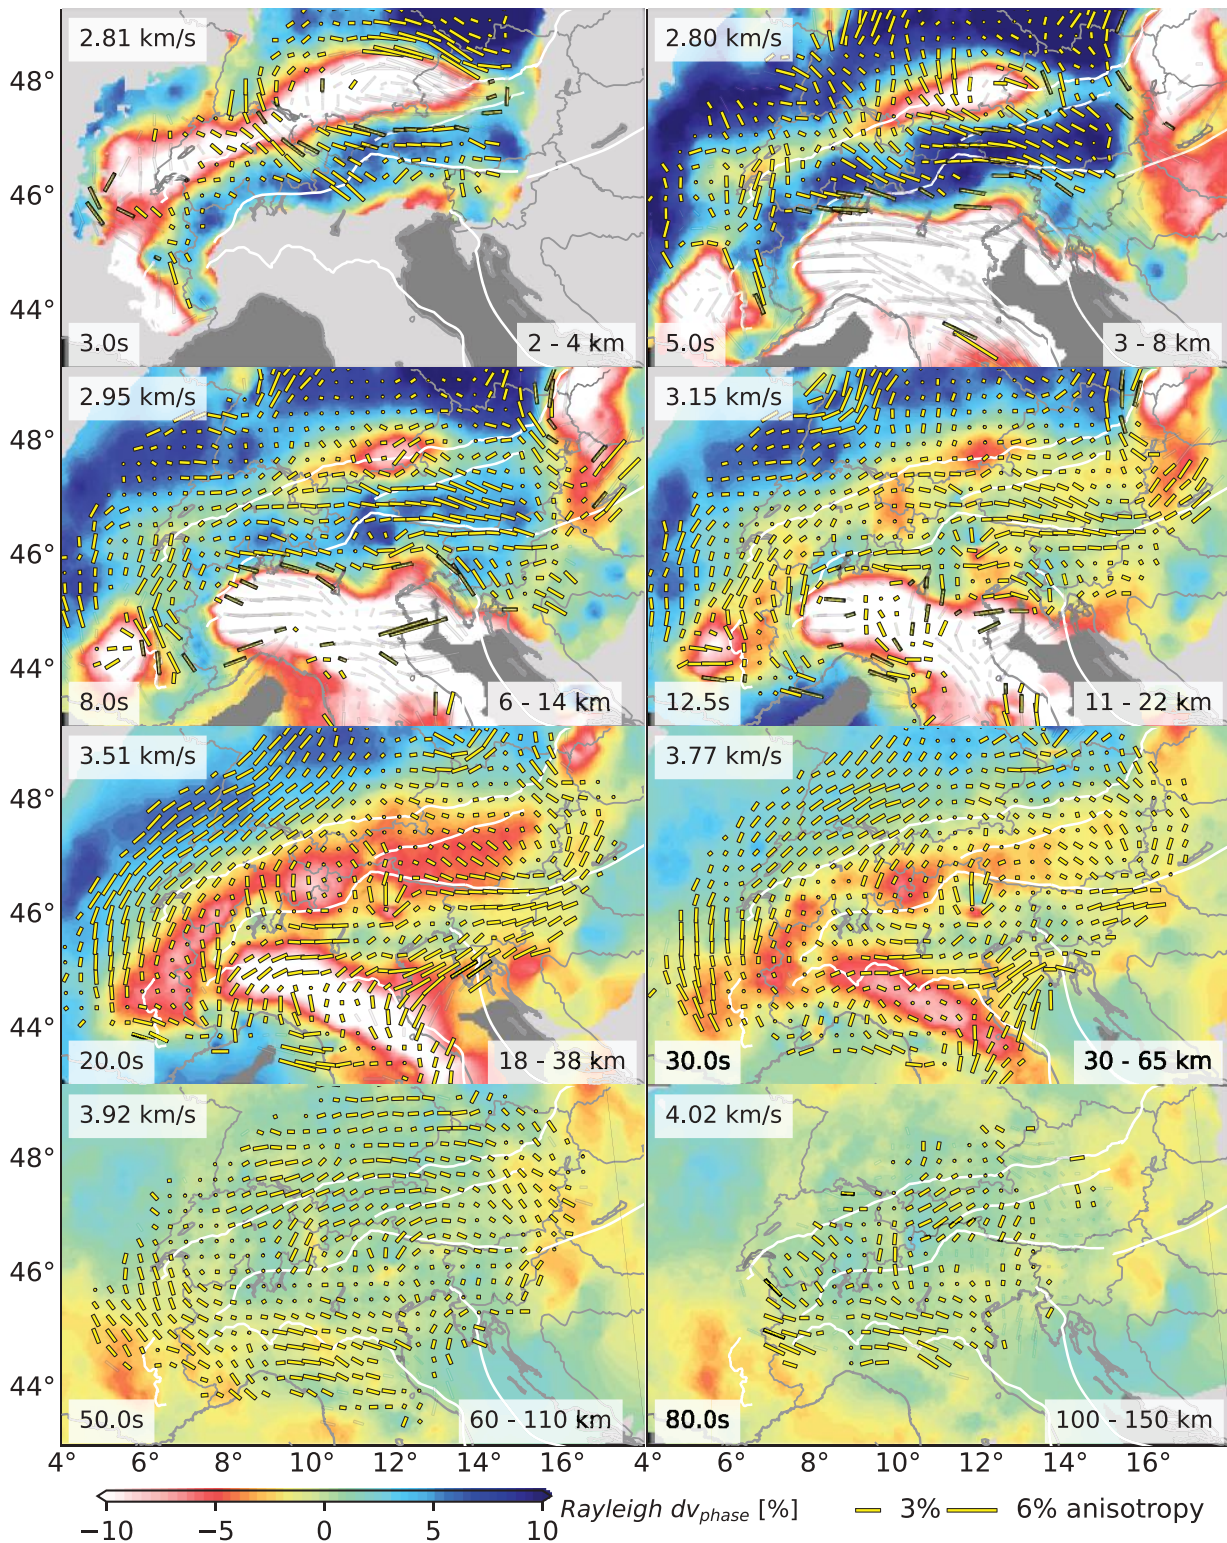 2.81 km/s
2.80 km/s
48°
46°
44°
3.0s
2 - 4 km
5.0s
3 - 8 km
2.95 km/s
3.15 km/s
48°
46°
44°
8.0s
6 - 14 km
12.5s
11 - 22 km
3.51 km/s
3.77 km/s
48°
46°
44°
20.0s
18 - 38 km
30.0s
30 - 65 km
3.92 km/s
4.02 km/s
48°
46°
44°
50.0s
60 - 110 km
80.0s
100 - 150 km
4° 6° 8° 10° 12° 14° 16° 4 6° 8° 10° 12° 14° 16°
−10 −5 0 5 10
Rayleigh dv_phase [%]
3% 6% anisotropy